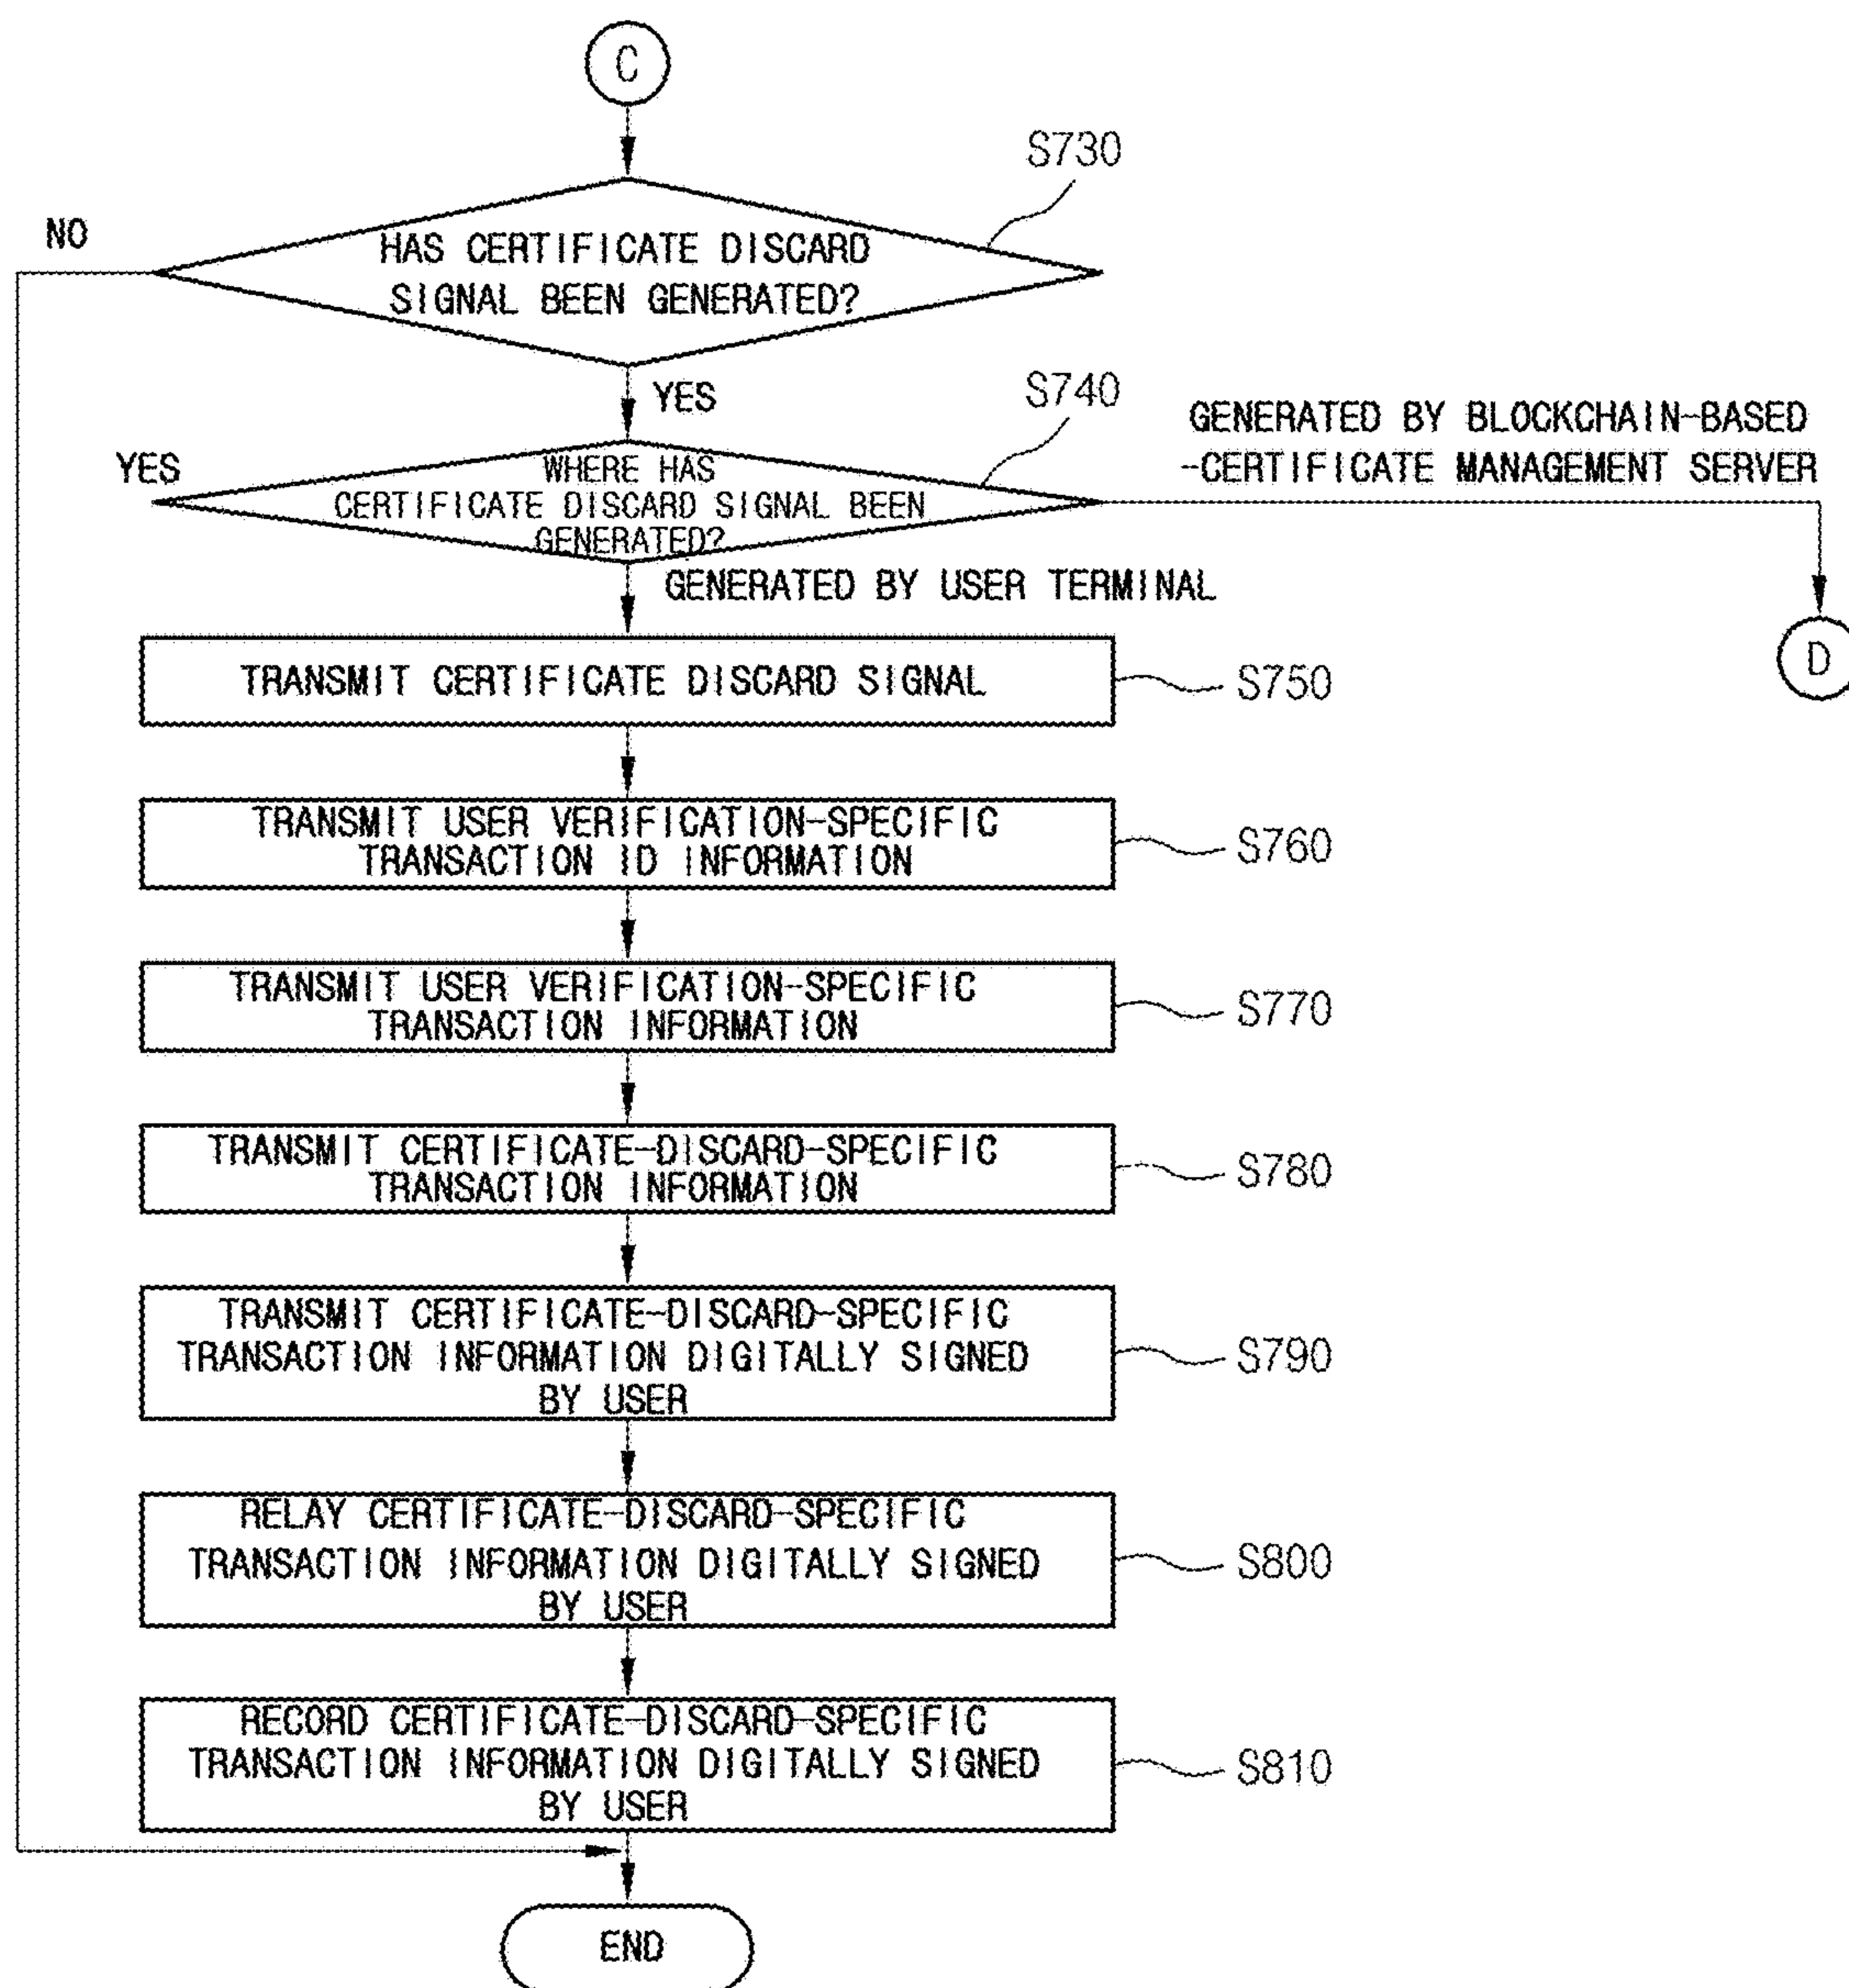 C
S730
NO
HAS CERTIFICATE DISCARD
SIGNAL BEEN GENERATED?
YES
S740
GENERATED BY BLOCKCHAIN-BASED
-CERTIFICATE MANAGEMENT SERVER
YES
WHERE HAS
CERTIFICATE DISCARD SIGNAL BEEN
GENERATED?
GENERATED BY USER TERMINAL
D
TRANSMIT CERTIFICATE DISCARD SIGNAL
S750
TRANSMIT USER VERIFICATION-SPECIFIC
TRANSACTION ID INFORMATION
S760
TRANSMIT USER VERIFICATION-SPECIFIC
TRANSACTION INFORMATION
S770
TRANSMIT CERTIFICATE-DISCARD-SPECIFIC
TRANSACTION INFORMATION
S780
TRANSMIT CERTIFICATE-DISCARD-SPECIFIC
TRANSACTION INFORMATION DIGITALLY SIGNED
BY USER
S790
RELAY CERTIFICATE-DISCARD-SPECIFIC
TRANSACTION INFORMATION DIGITALLY SIGNED
BY USER
S800
RECORD CERTIFICATE-DISCARD-SPECIFIC
TRANSACTION INFORMATION DIGITALLY SIGNED
BY USER
S810
END